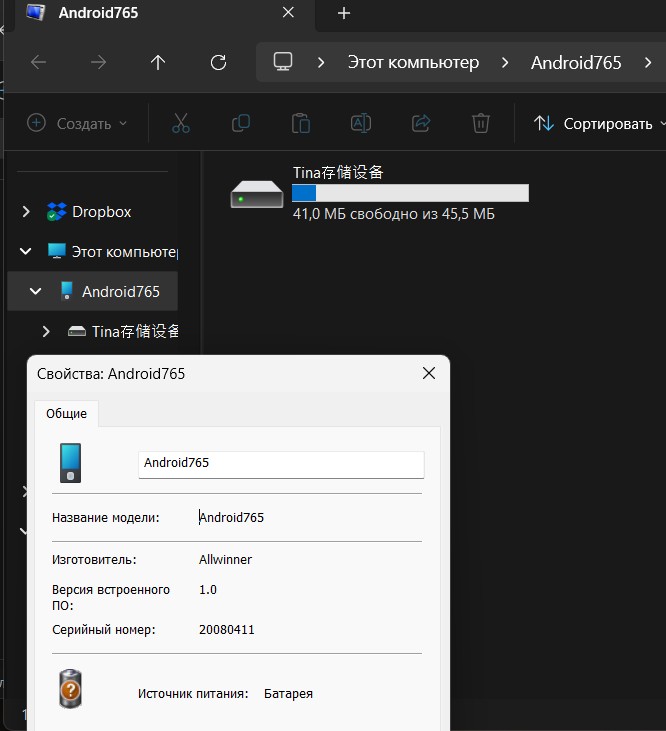 Android765
Этот компьютер
Android765
Создать
Сортировать
Tina存储设备
41,0 МБ свободно из 45,5 МБ
Dropbox
Этот компьютер
Android765
Tina存储设备
Свойства: Android765
Общие
Android765
Название модели: Android765
Изготовитель: Allwinner
Версия встроенного 1.0
ПО:
Серийный номер: 20080411
Источник питания: Батарея